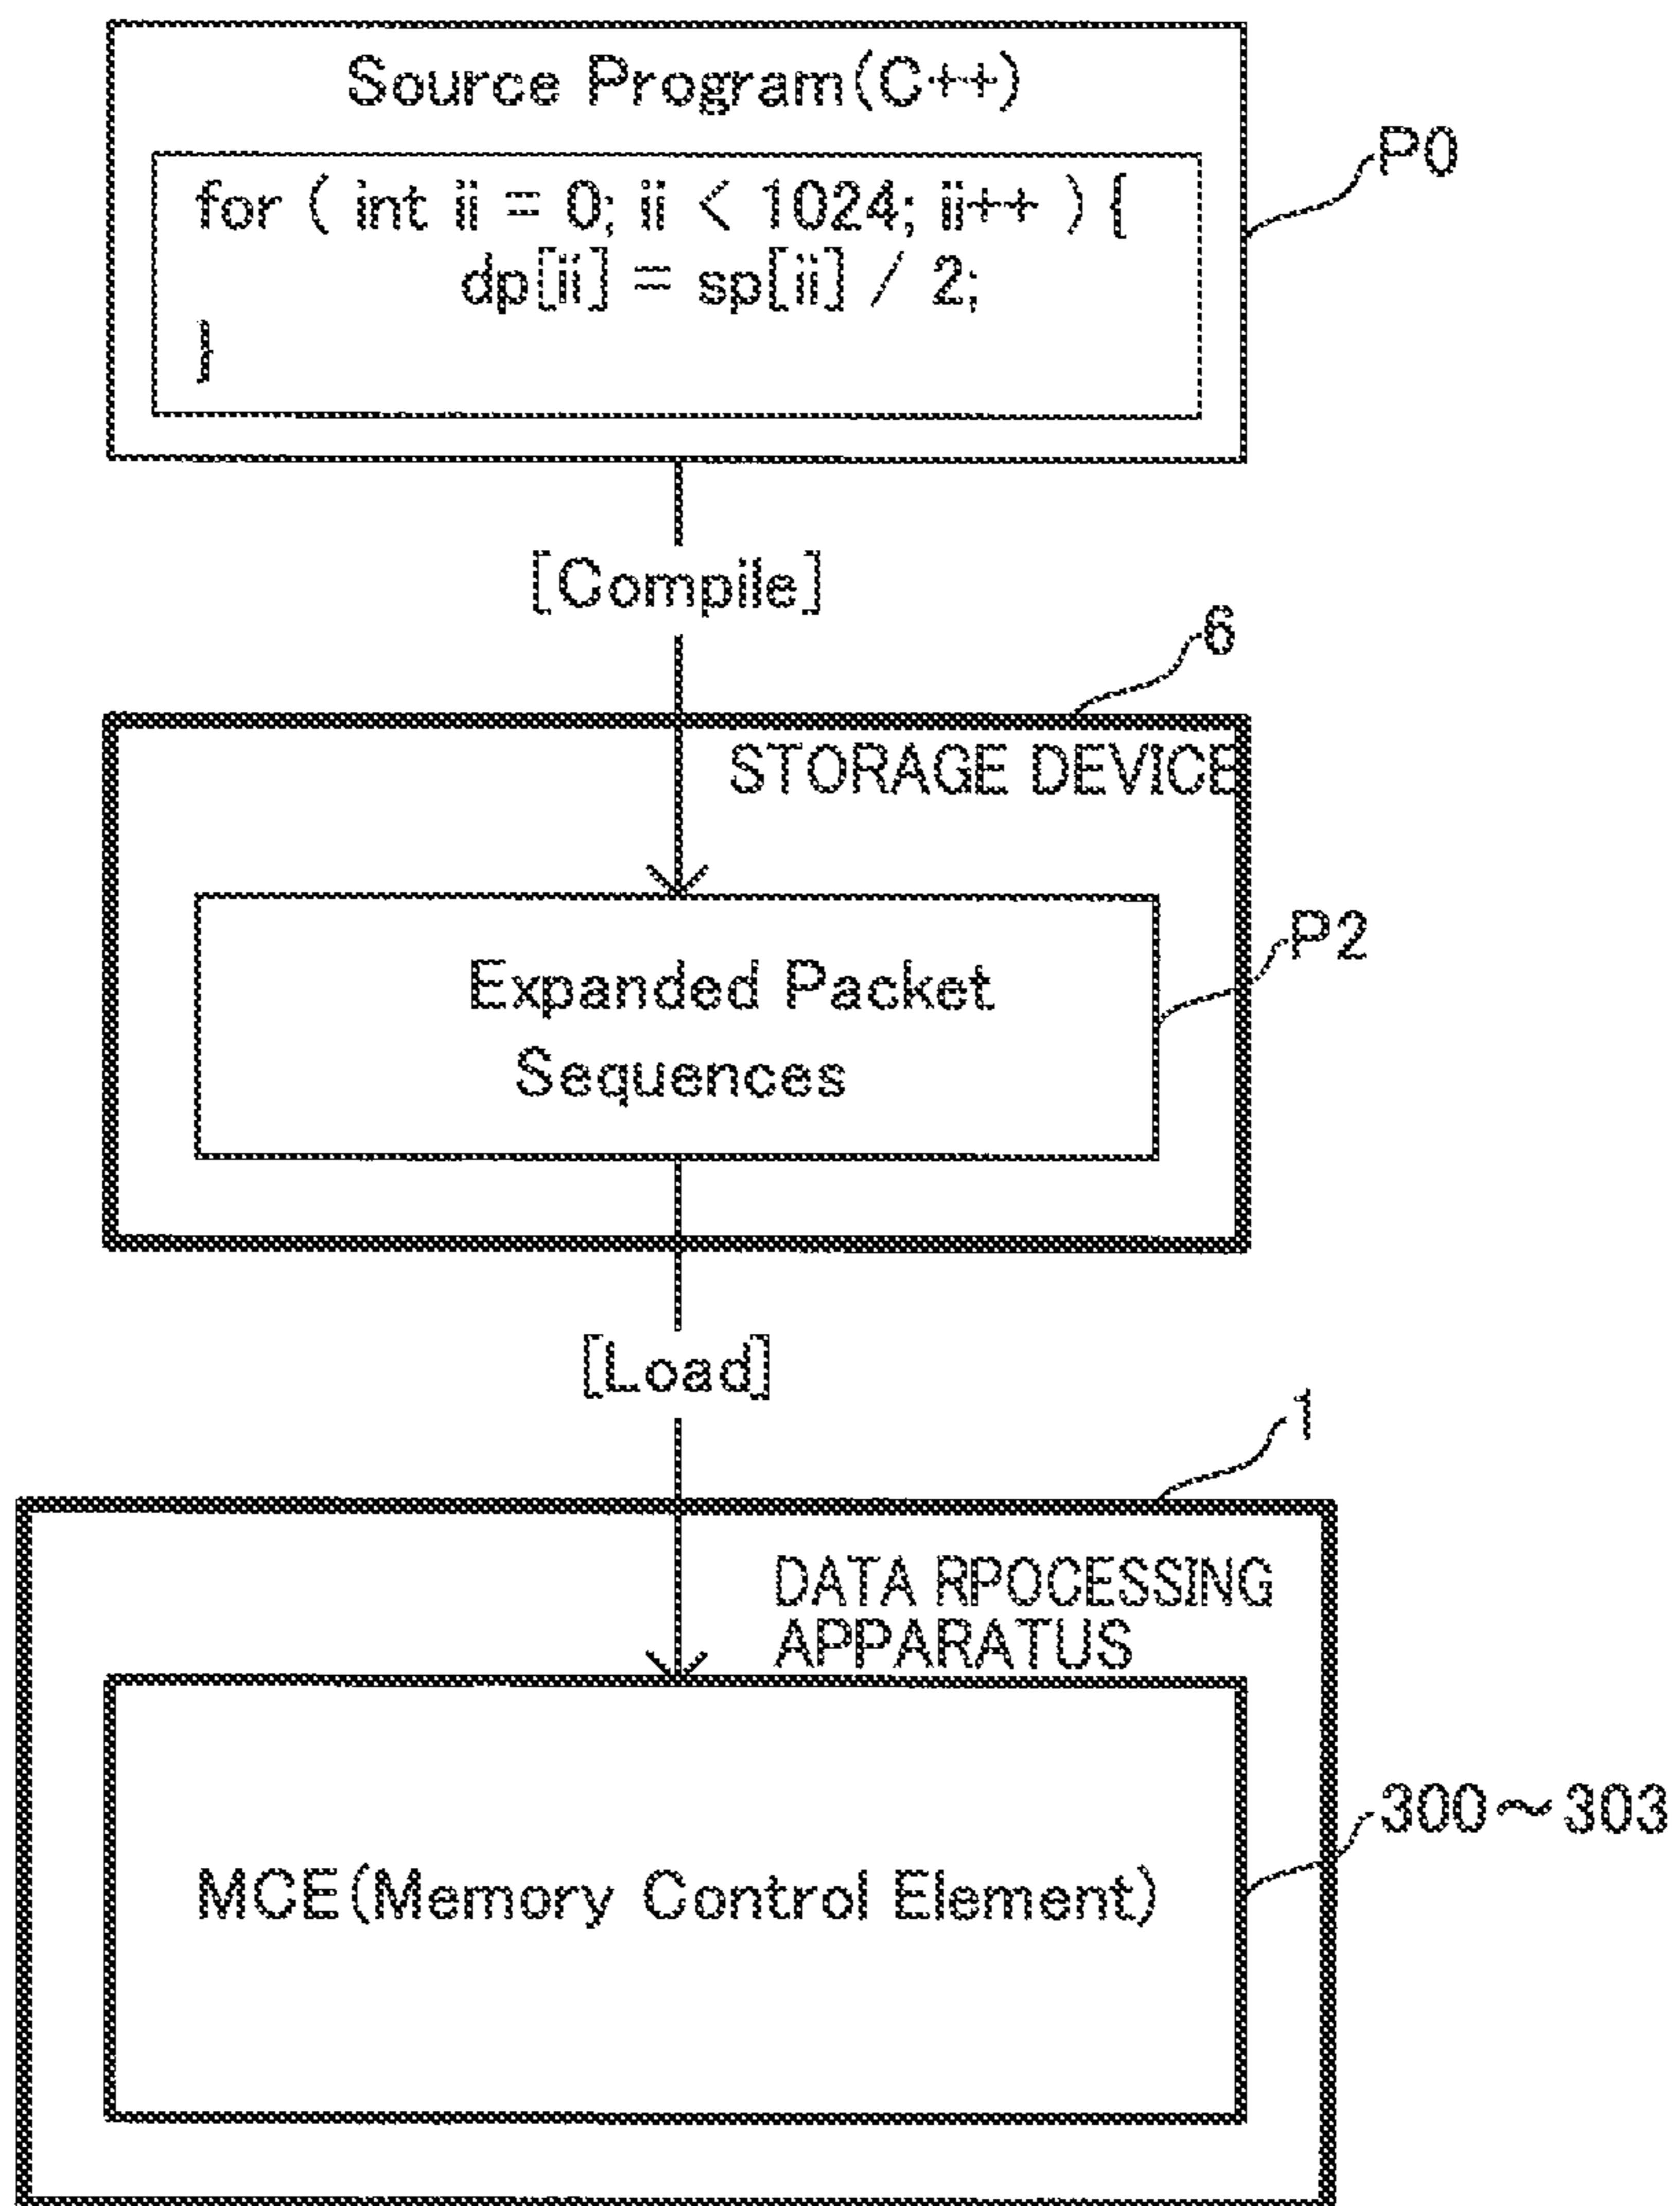 Source Program(C++)
P0
for ( int ii = 0; ii < 1024; ii++ ) {
dp[ii] = sp[ii] / 2;
}
[Compile]
6
STORAGE DEVICE
P2
Expanded Packet
Sequences
[Load]
1
DATA RPOCESSING
APPARATUS
300～303
MCE(Memory Control Element)